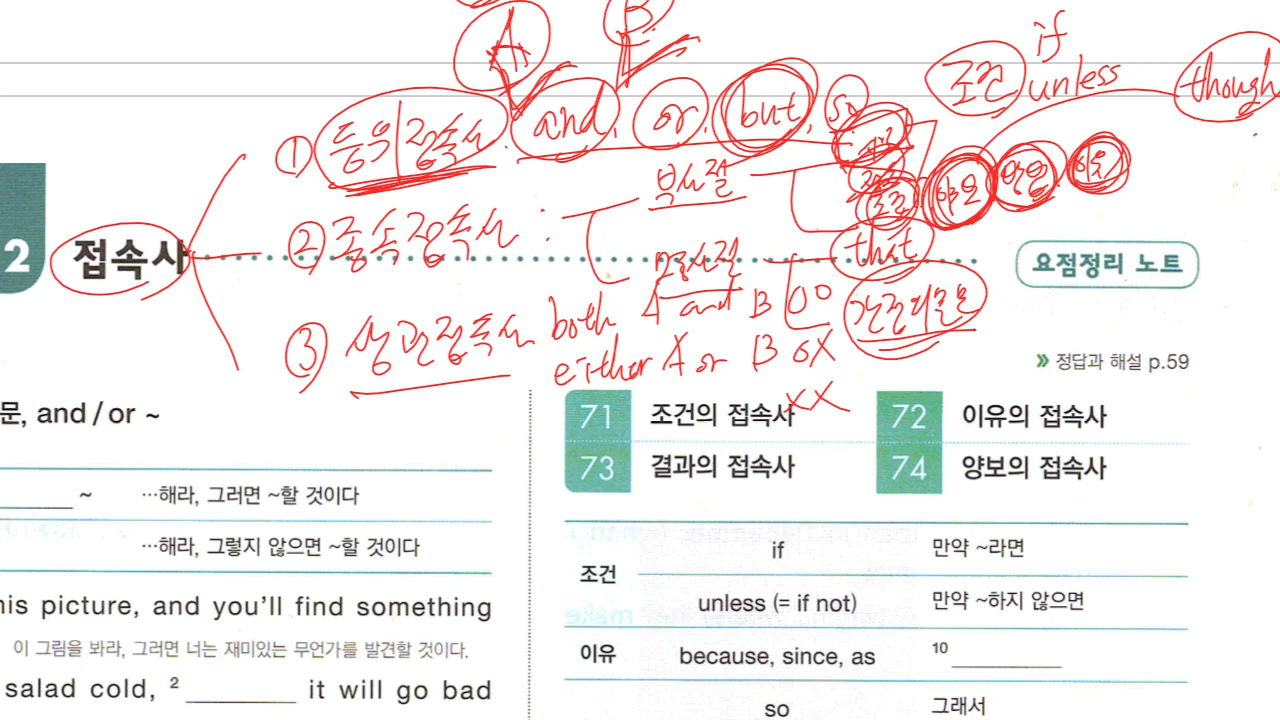 A B
조건 if unless though
① 등위접속사. and, or, but, so
② 종속접속사 : 부사절
명사절 that
간접의문문
③ 상관접속사 both A and B OO
either A or B OX
XX
2 접속사
요점정리 노트
정답과 해설 p.59
문, and / or ~
~ …해라, 그러면 ~할 것이다
…해라, 그렇지 않으면 ~할 것이다
his picture, and you'll find something
이 그림을 봐라, 그러면 너는 재미있는 무언가를 발견할 것이다.
salad cold, 2 ________ it will go bad
71 조건의 접속사 72 이유의 접속사
73 결과의 접속사 74 양보의 접속사
조건 if 만약 ~라면
unless (= if not) 만약 ~하지 않으면
이유 because, since, as 10 ________
so 그래서